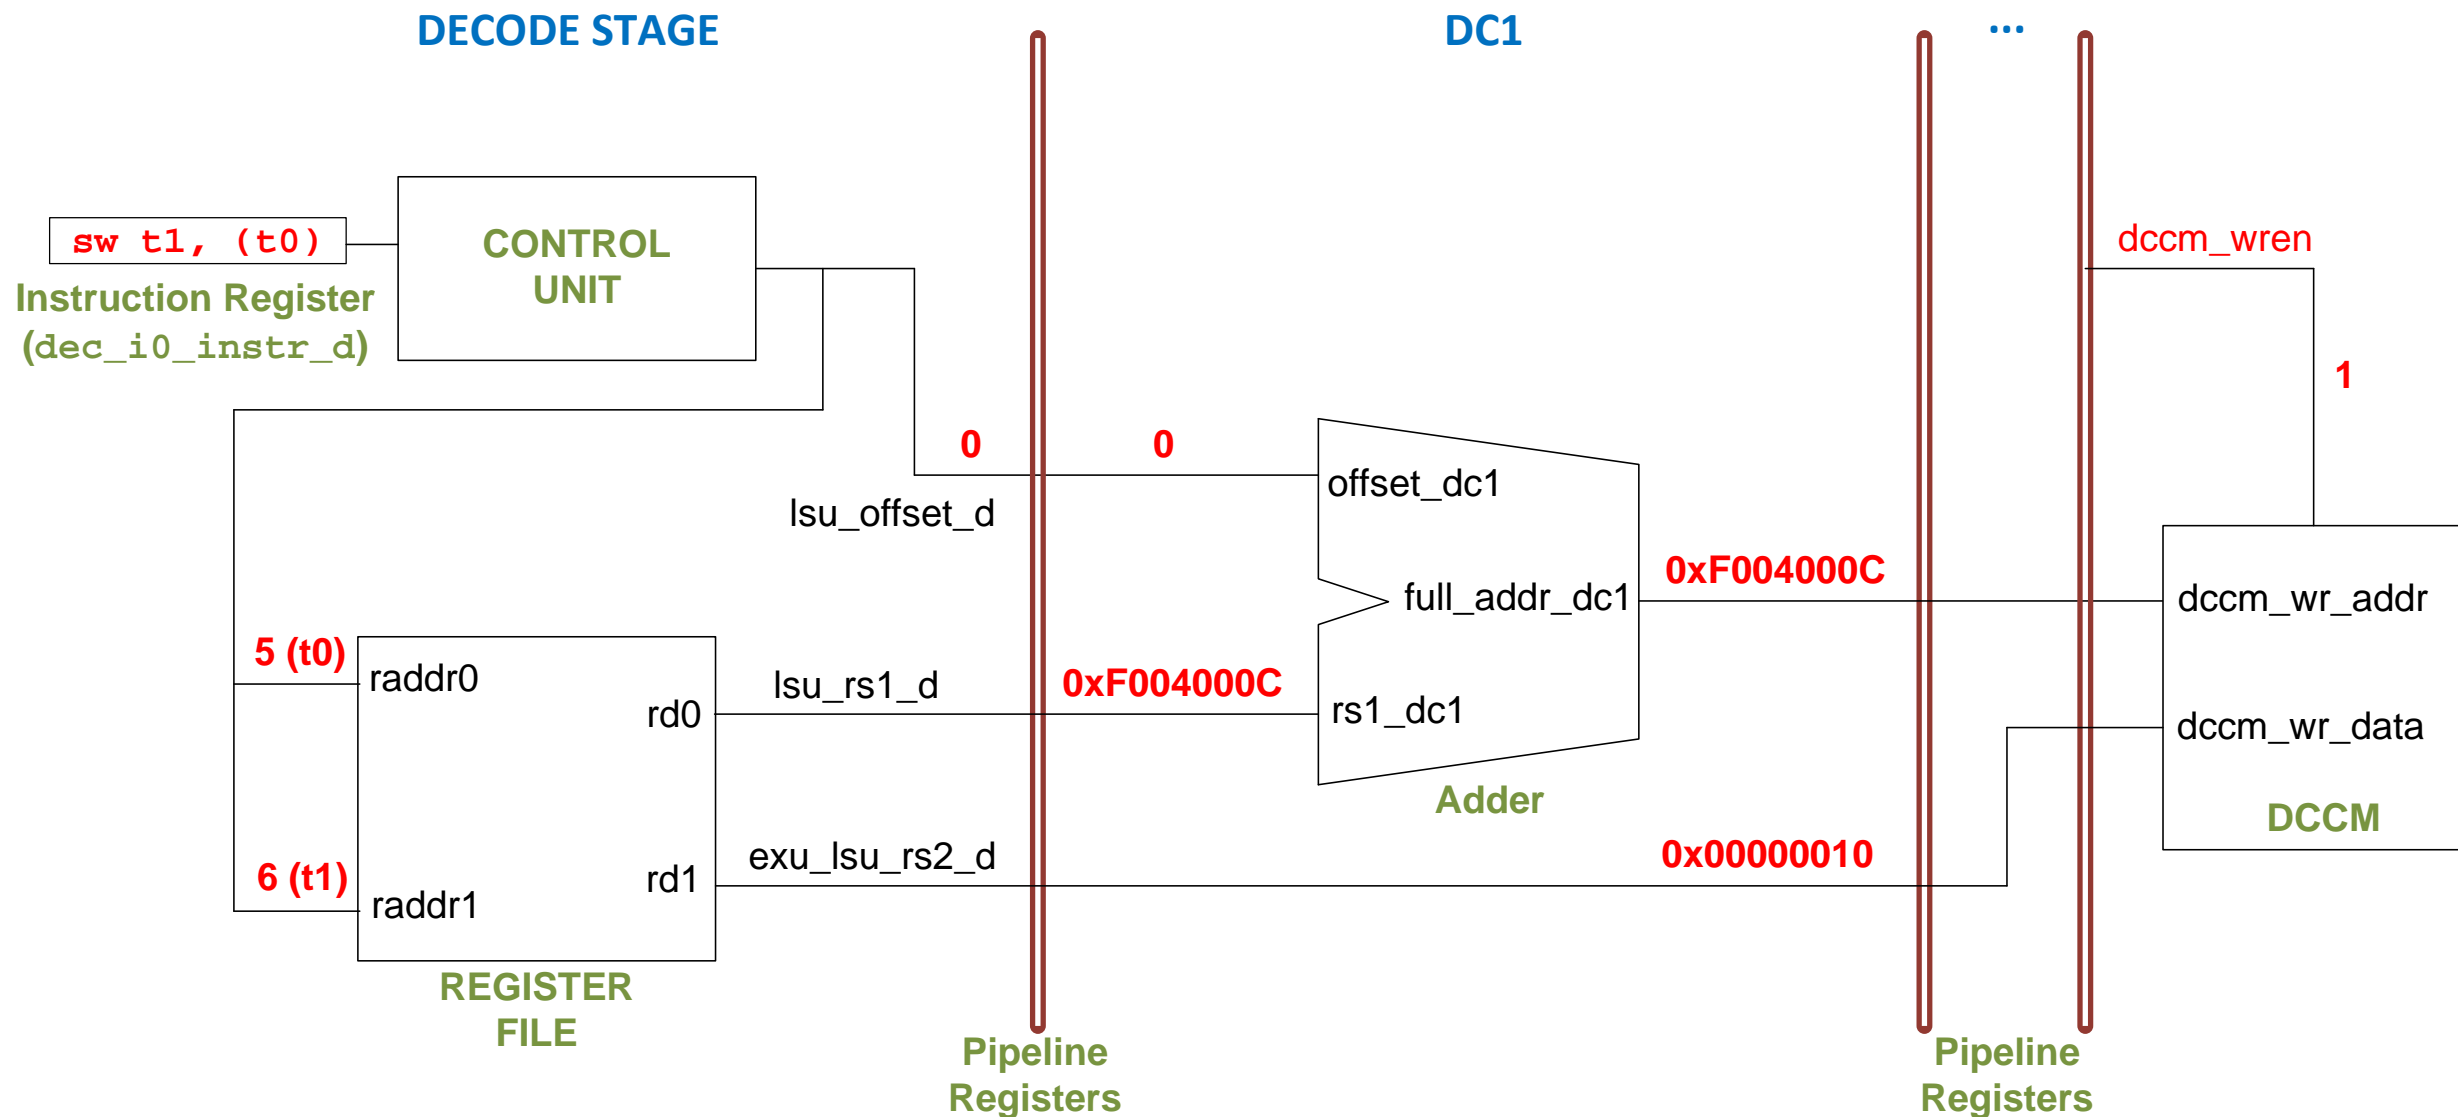 DECODE STAGE
DC1
...
sw t1, (t0)
Instruction Register
(dec_i0_instr_d)
CONTROL
UNIT
dccm_wren
1
0
0
lsu_offset_d
offset_dc1
full_addr_dc1
rs1_dc1
Adder
0xF004000C
0xF004000C
5 (t0)
raddr0
rd0
lsu_rs1_d
6 (t1)
raddr1
rd1
exu_lsu_rs2_d
0x00000010
REGISTER
FILE
dccm_wr_addr
dccm_wr_data
DCCM
Pipeline
Registers
Pipeline
Registers